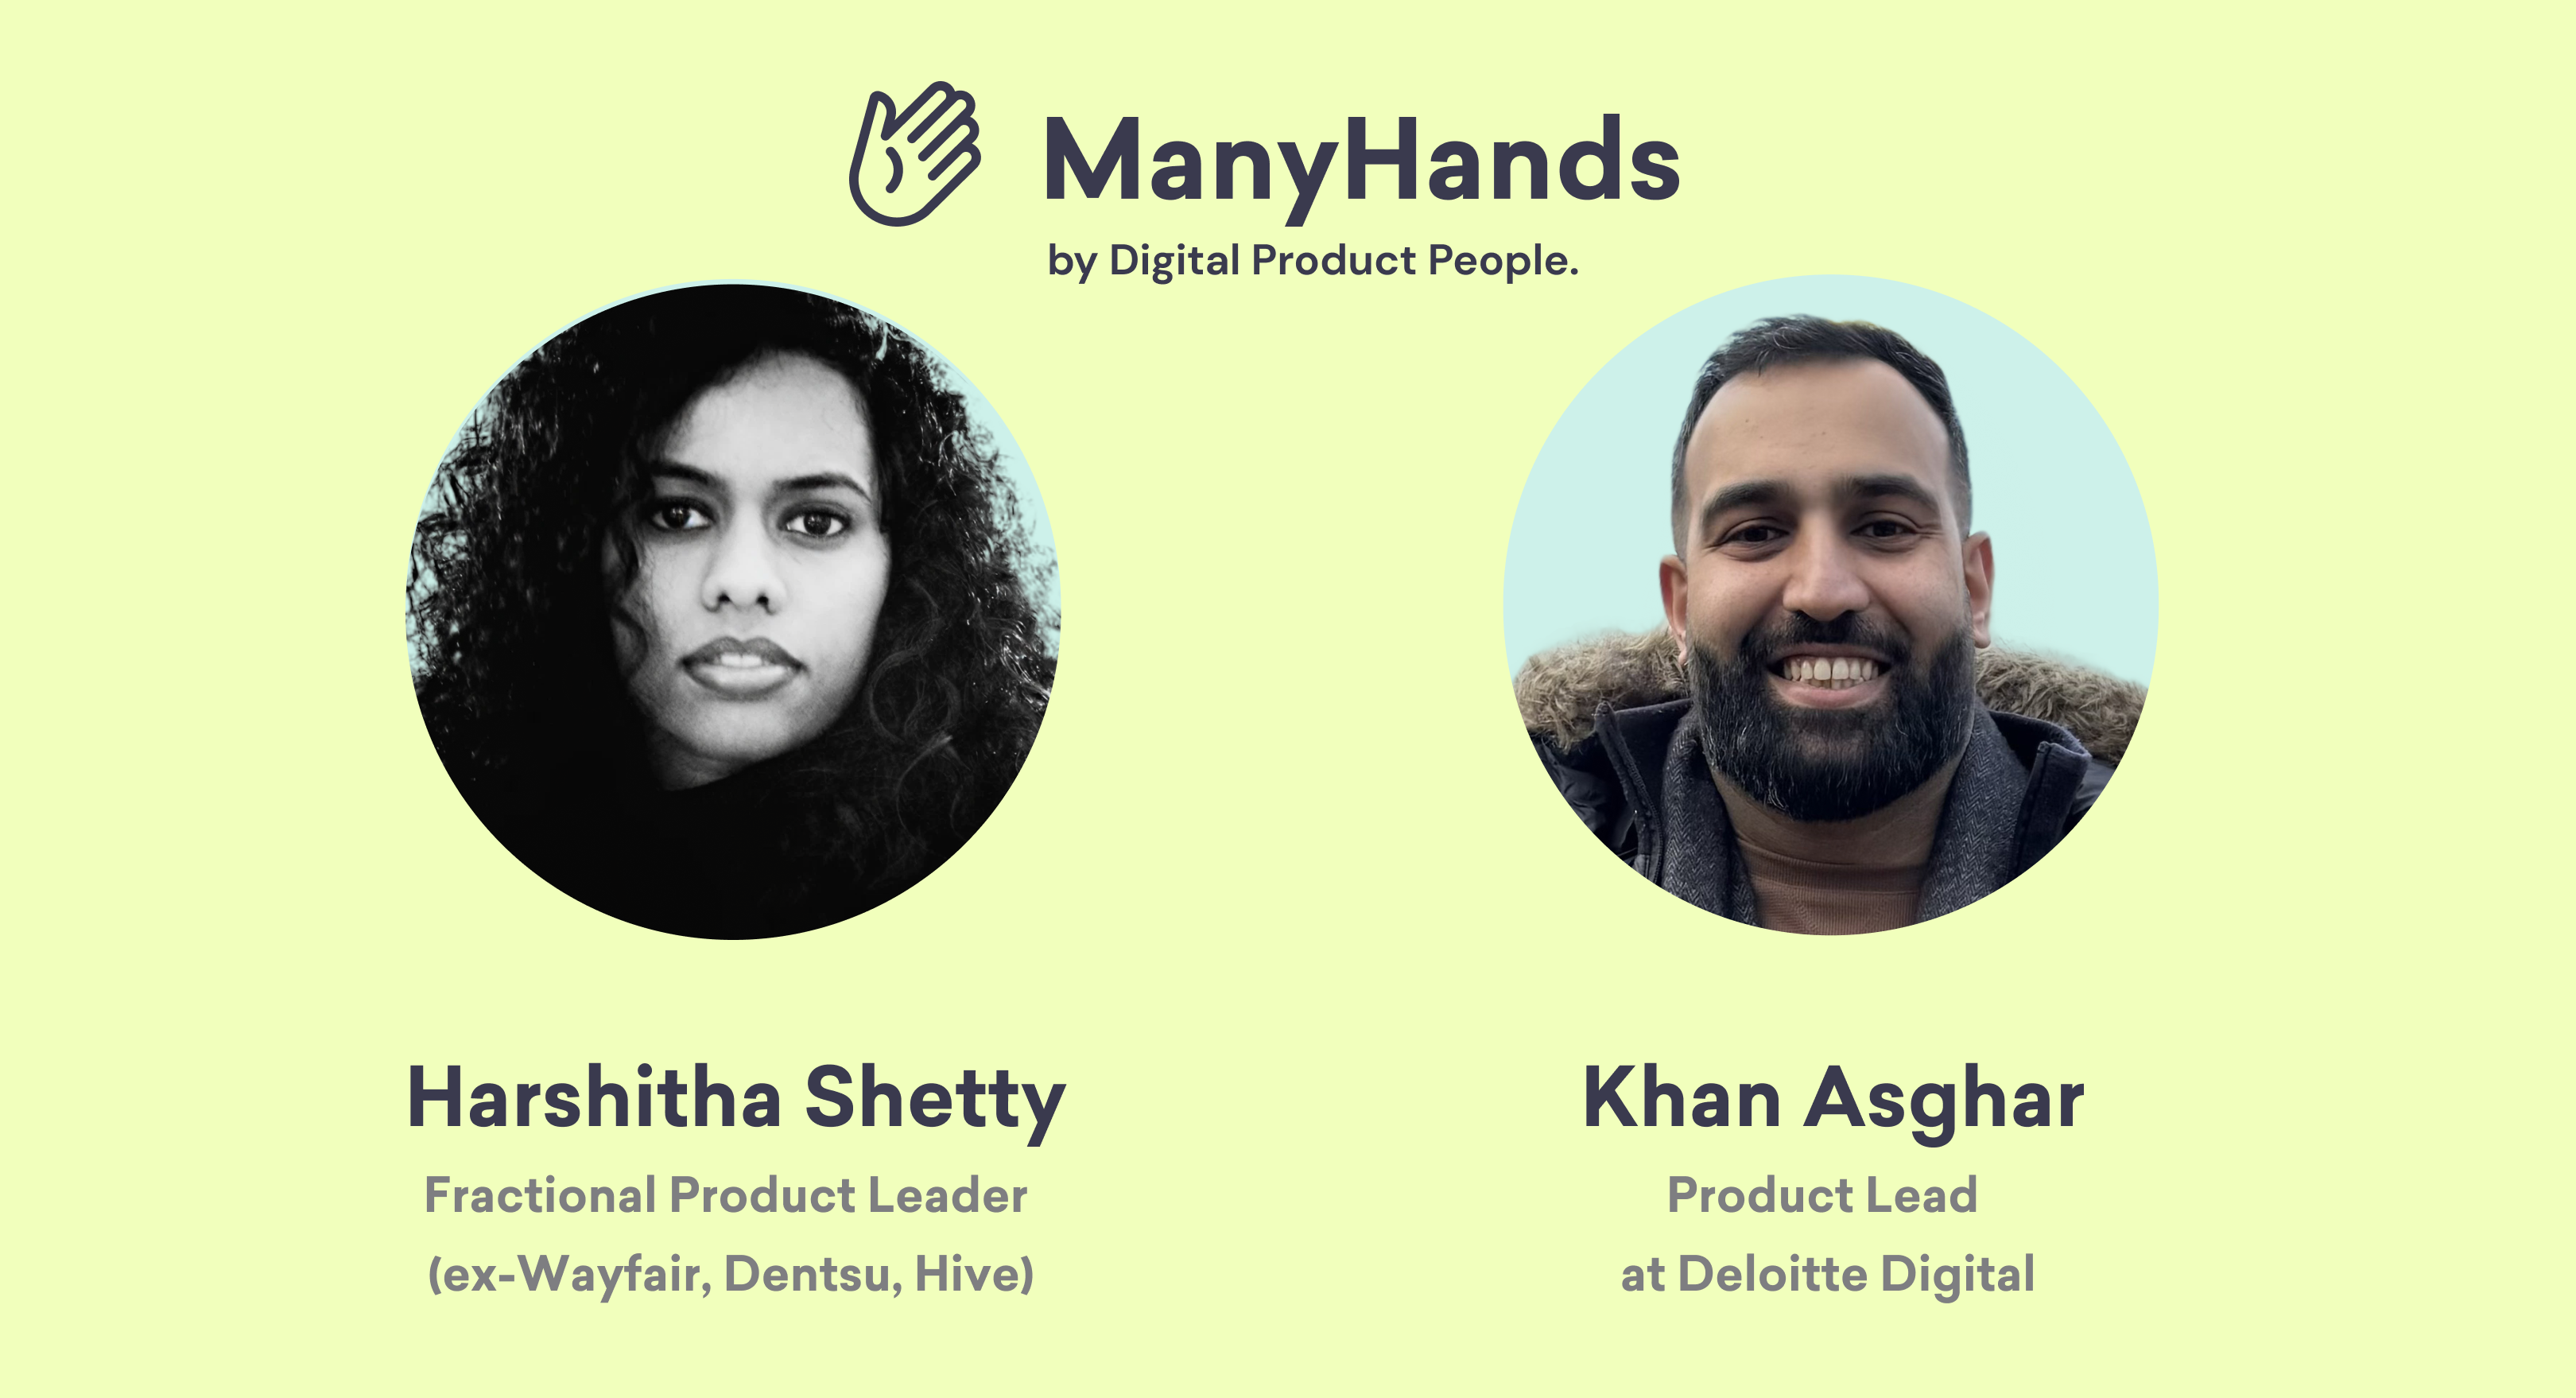 ManyHands
by Digital Product People.
Harshitha Shetty
Fractional Product Leader
(ex-Wayfair, Dentsu, Hive)
Khan Asghar
Product Lead
at Deloitte Digital